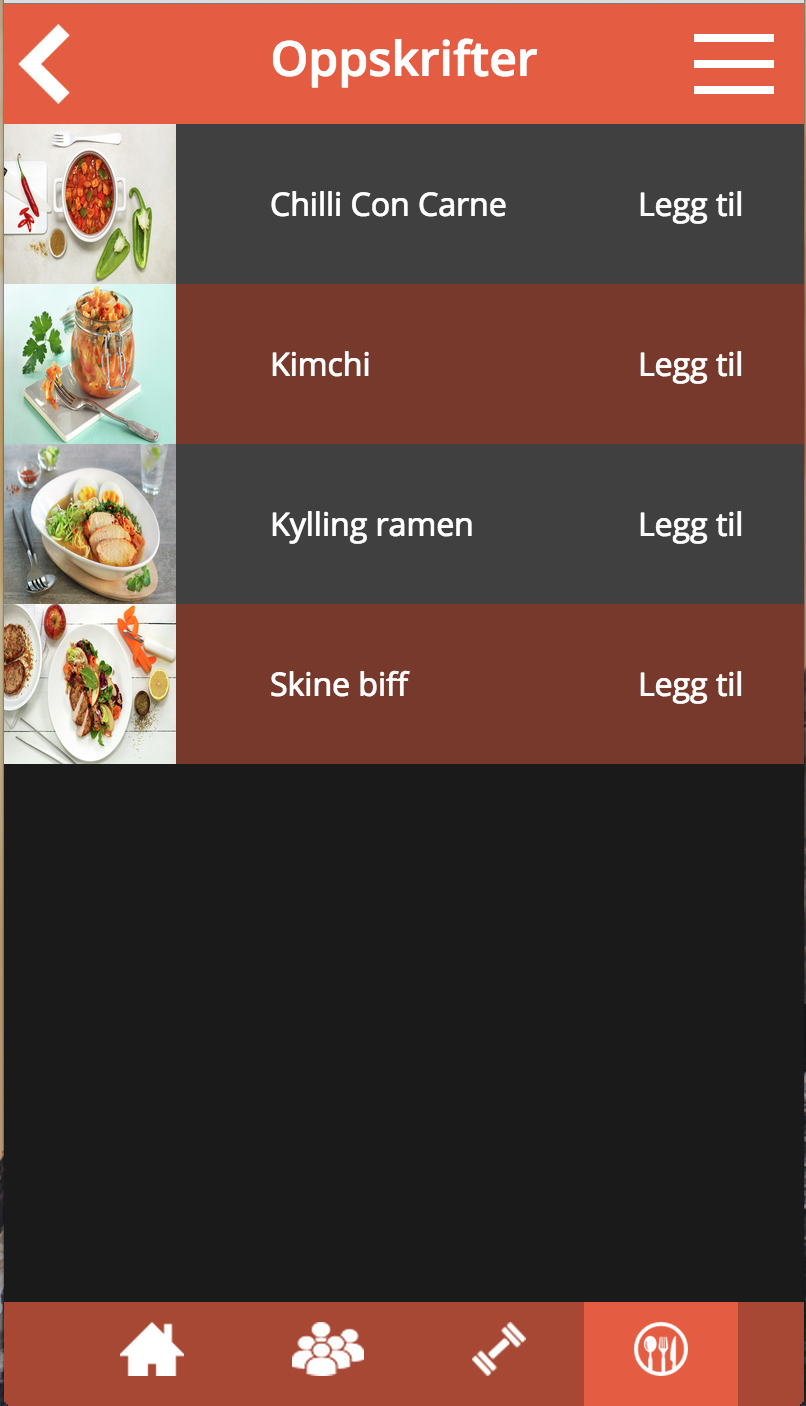 Oppskrifter
Chilli Con Carne Legg til
Kimchi Legg til
Kylling ramen Legg til
Skine biff Legg til